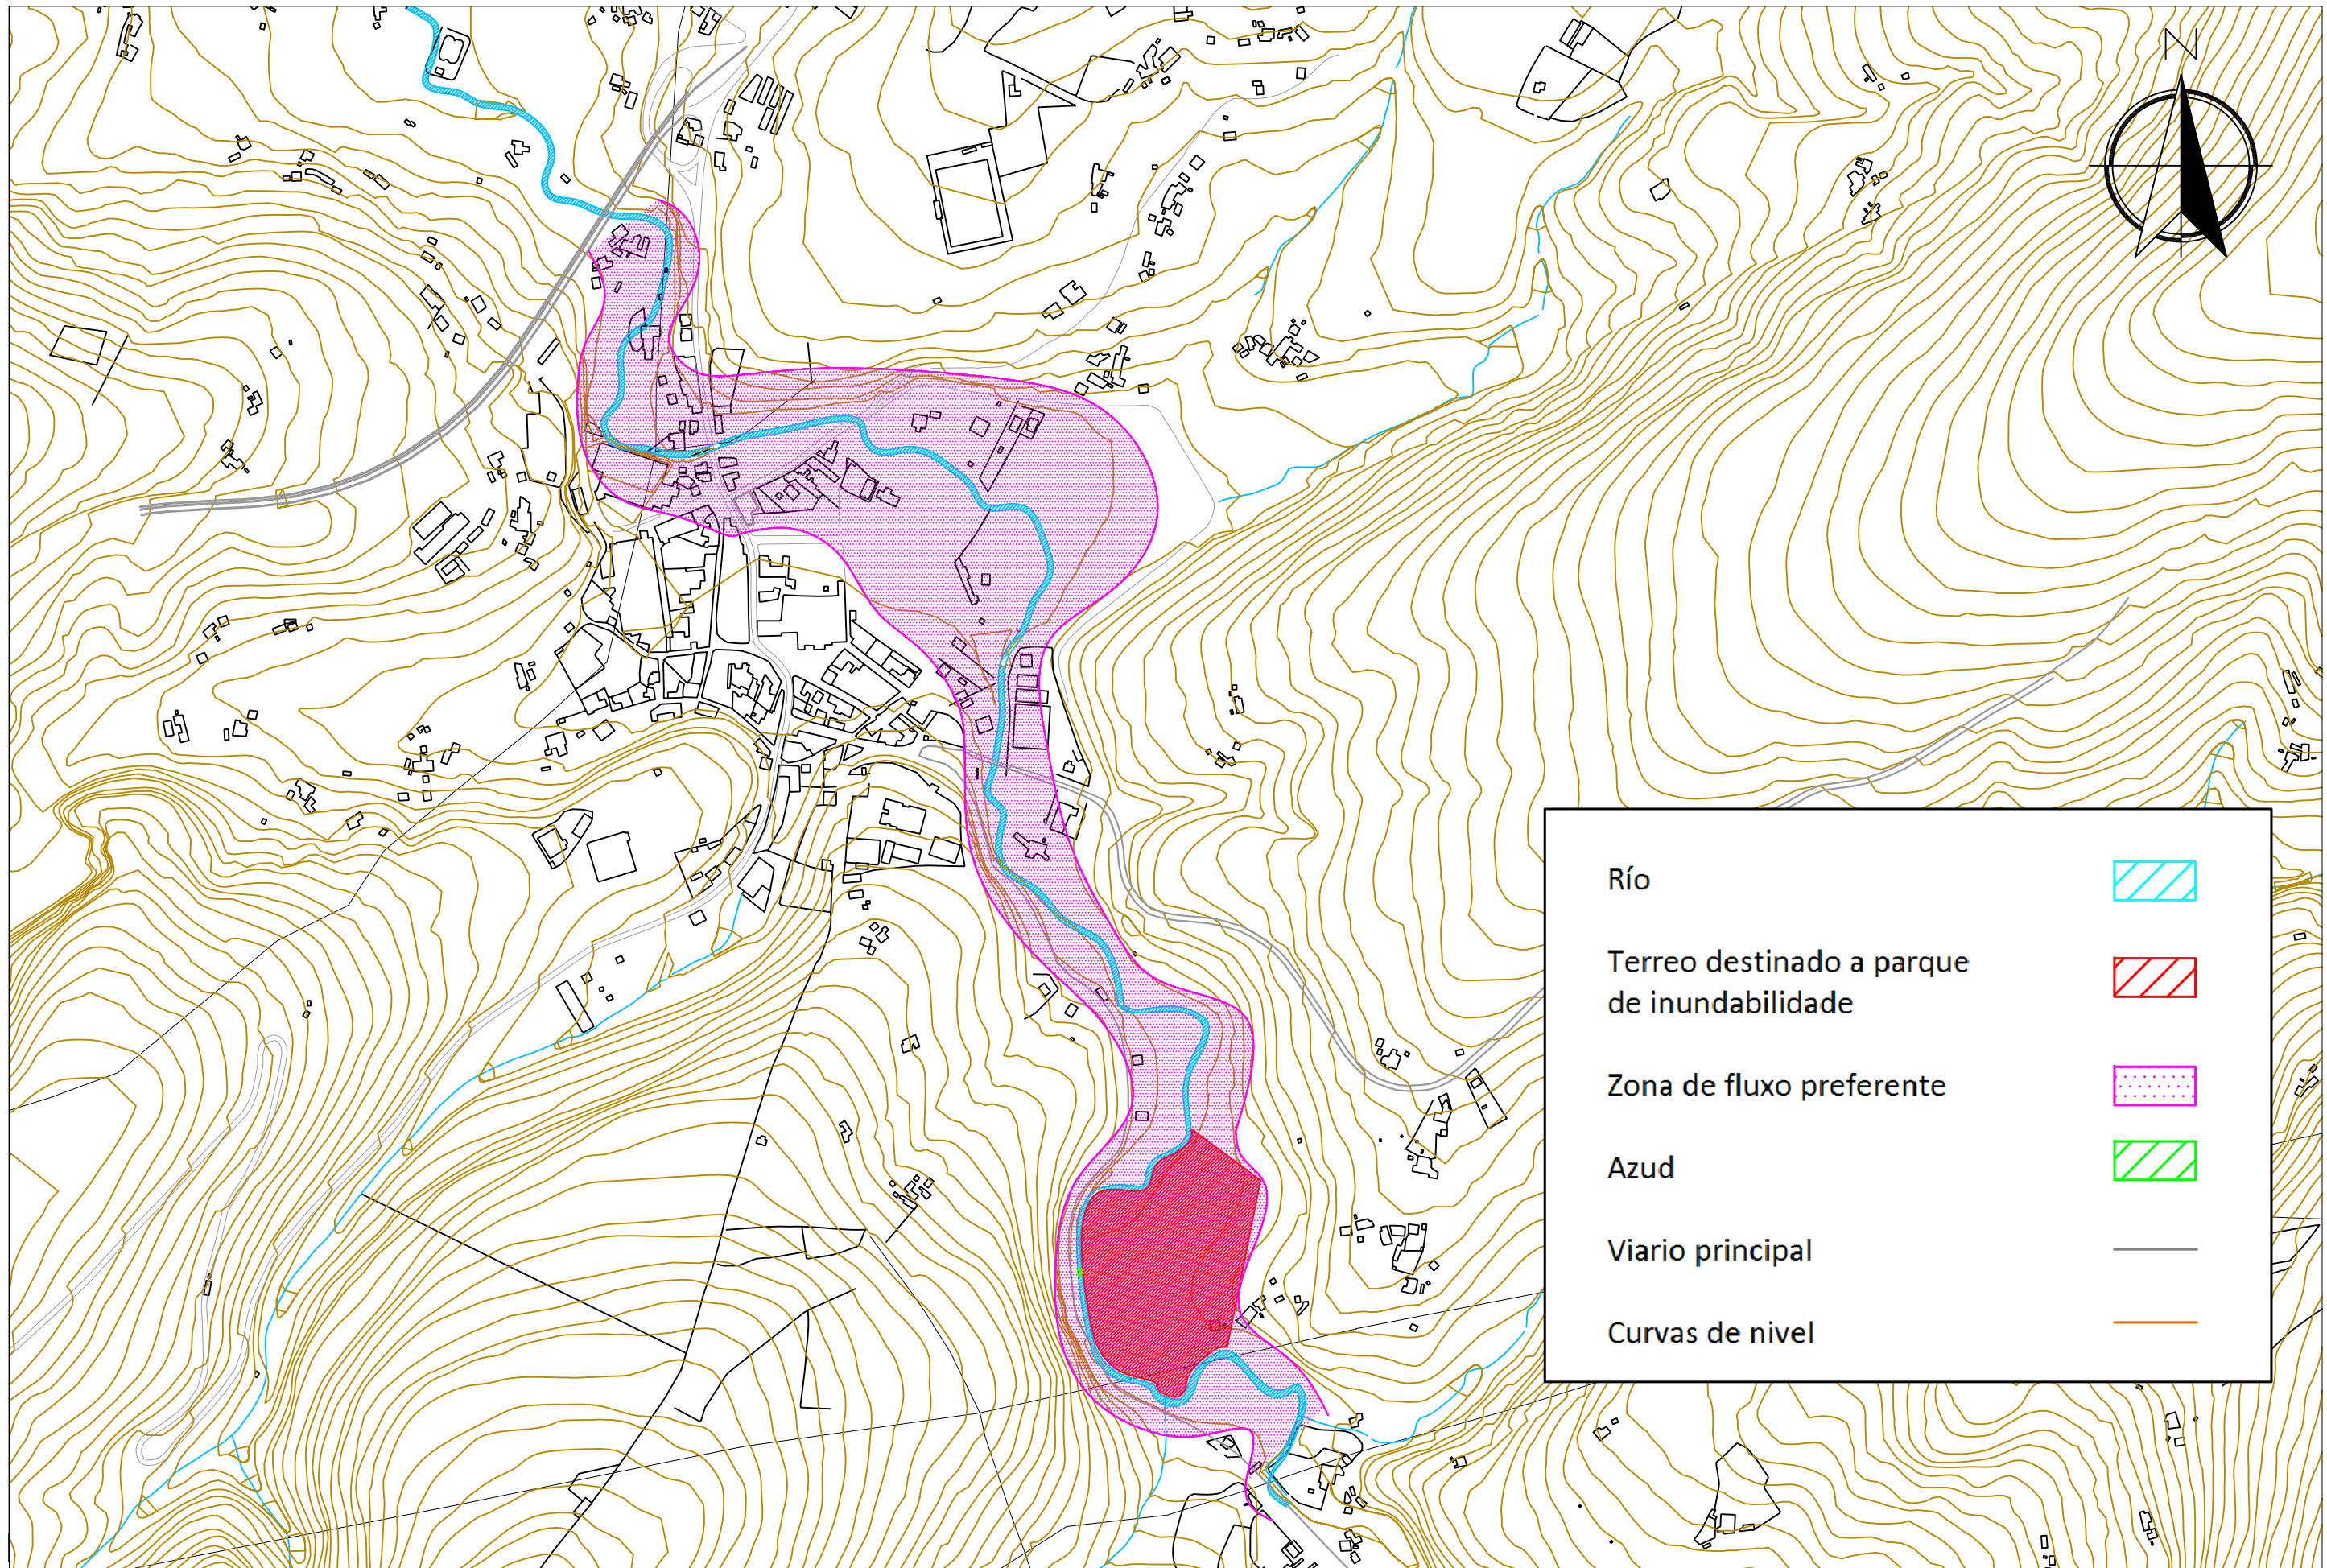 N
Río
Terreo destinado a parque
de inundabilidade
Zona de fluxo preferente
Azud
Viario principal
Curvas de nivel